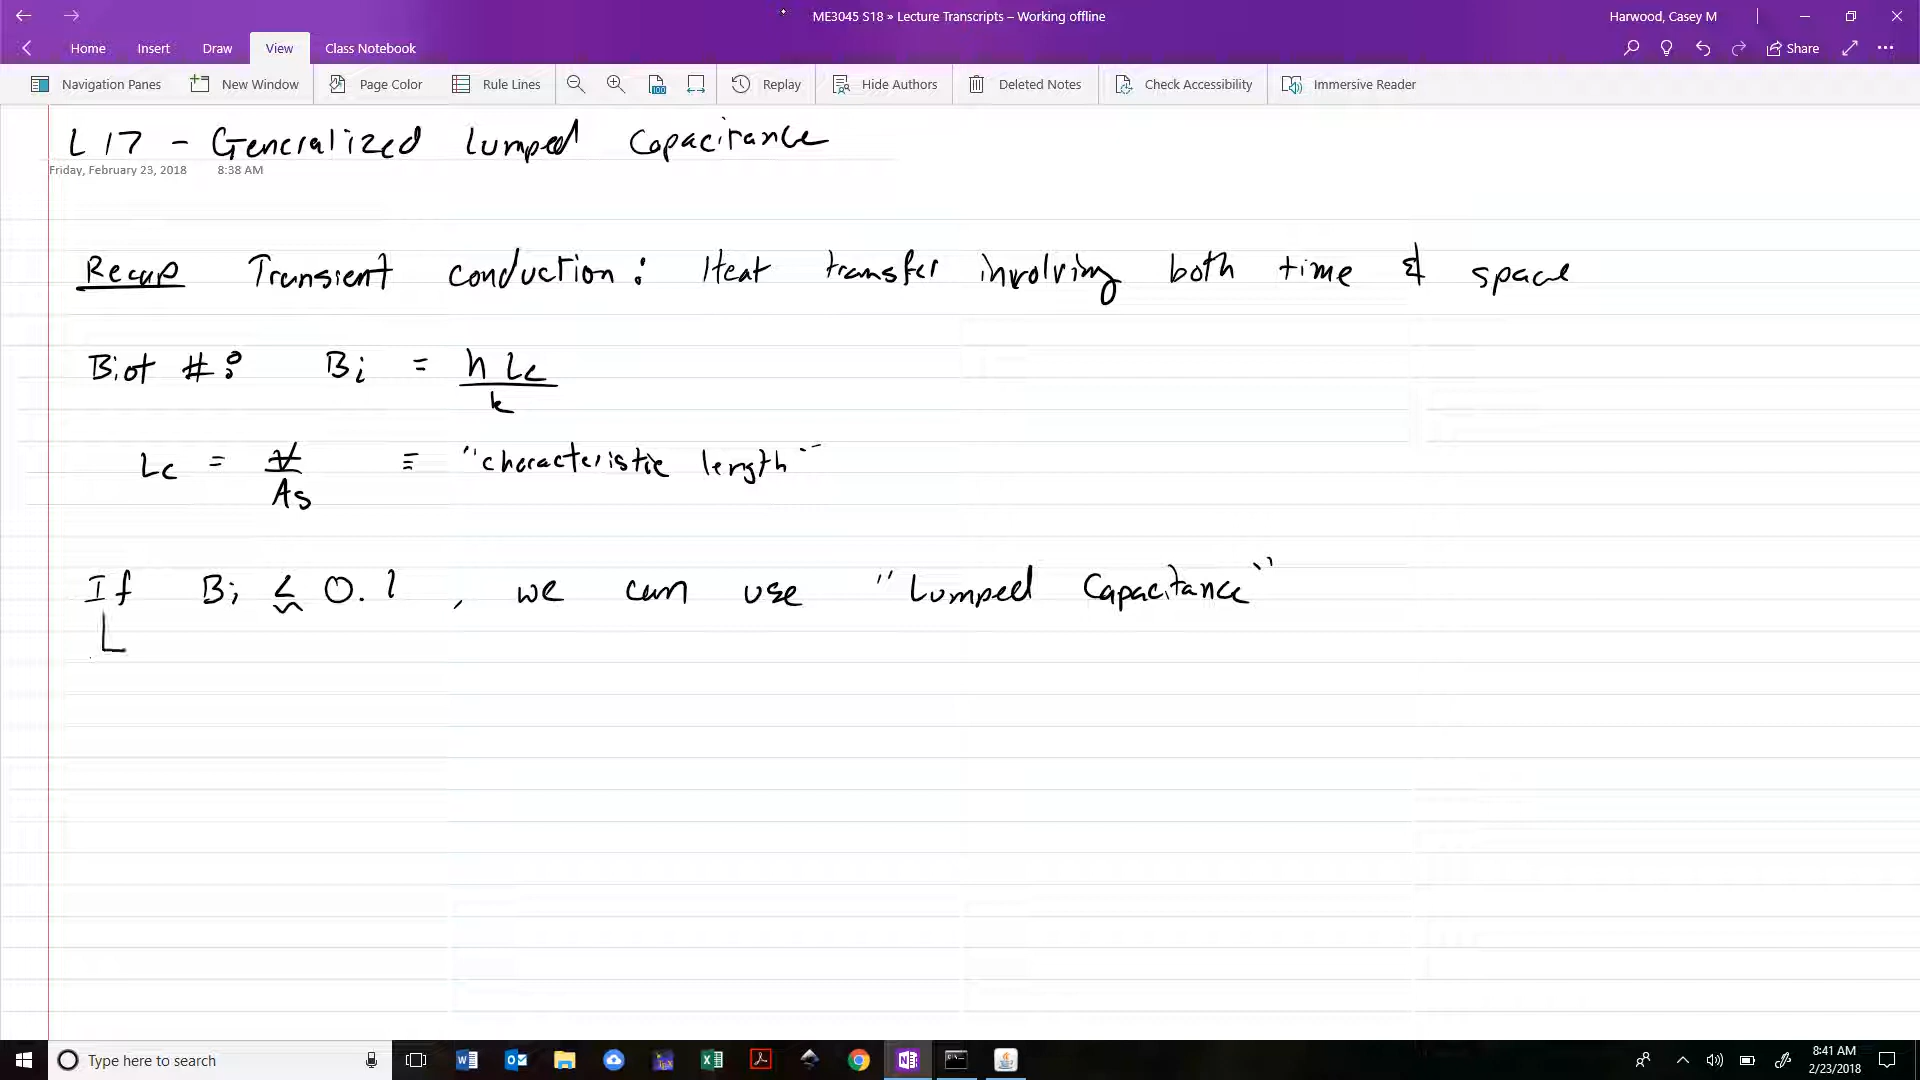 ME3045 S18 » Lecture Transcripts – Working offline
Harwood, Casey M
Home Insert Draw View Class Notebook
Share
Navigation Panes New Window Page Color Rule Lines Replay Hide Authors Deleted Notes Check Accessibility Immersive Reader
L17 - Generalized Lumped Capacitance
Friday, February 23, 2018 8:38 AM
Recap Transient conduction: Heat transfer involving both time & space
Biot #: Bi = h Lc / k
Lc = V / As ≡ "characteristic length"
If Bi ≲ 0.1, we can use "Lumped Capacitance"
L
Type here to search
8:41 AM
2/23/2018